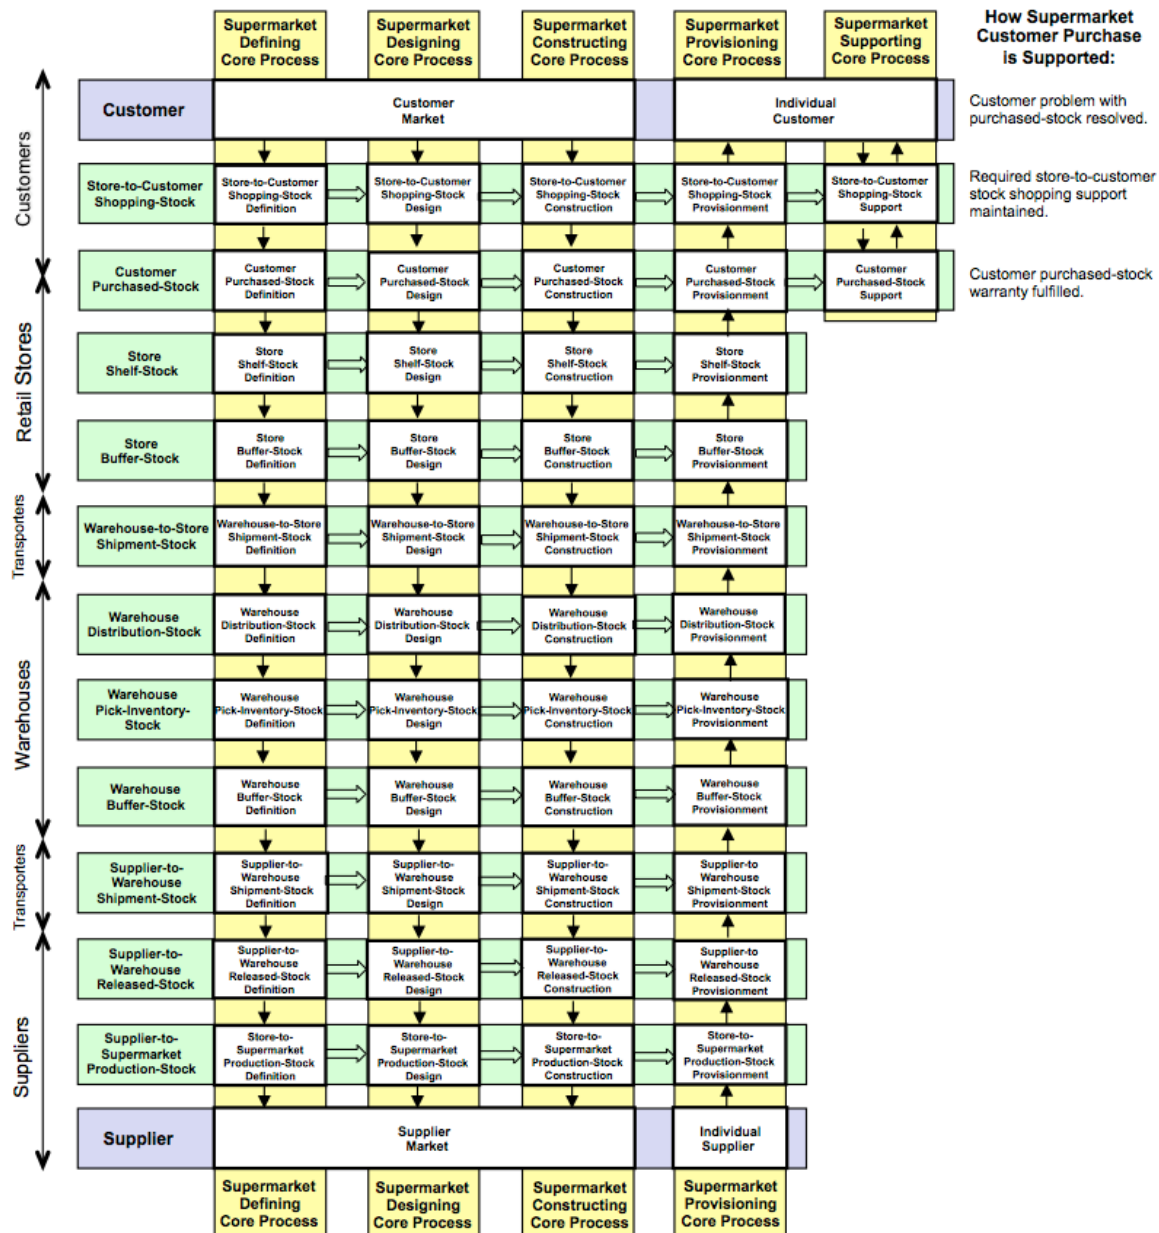 Supermarket
Defining
Core Process
Supermarket
Designing
Core Process
Supermarket
Constructing
Core Process
Supermarket
Provisioning
Core Process
Supermarket
Supporting
Core Process
How Supermarket
Customer Purchase
is Supported:
Customers
Retail Stores
Transporters
Warehouses
Transporters
Suppliers
Customer
Customer
Market
Individual
Customer
Customer problem with
purchased-stock resolved.
Store-to-Customer
Shopping-Stock
Store-to-Customer
Shopping-Stock
Definition
Store-to-Customer
Shopping-Stock
Design
Store-to-Customer
Shopping-Stock
Construction
Store-to-Customer
Shopping-Stock
Provisionment
Store-to-Customer
Shopping-Stock
Support
Required store-to-customer
stock shopping support
maintained.
Customer
Purchased-Stock
Customer
Purchased-Stock
Definition
Customer
Purchased-Stock
Design
Customer
Purchased-Stock
Construction
Customer
Purchased-Stock
Provisionment
Customer
Purchased-Stock
Support
Customer purchased-stock
warranty fulfilled.
Store
Shelf-Stock
Store
Shelf-Stock
Definition
Store
Shelf-Stock
Design
Store
Shelf-Stock
Construction
Store
Shelf-Stock
Provisionment
Store
Buffer-Stock
Store
Buffer-Stock
Definition
Store
Buffer-Stock
Design
Store
Buffer-Stock
Construction
Store
Buffer-Stock
Provisionment
Warehouse-to-Store
Shipment-Stock
Warehouse-to-Store
Shipment-Stock
Definition
Warehouse-to-Store
Shipment-Stock
Design
Warehouse-to-Store
Shipment-Stock
Construction
Warehouse-to-Store
Shipment-Stock
Provisionment
Warehouse
Distribution-Stock
Warehouse
Distribution-Stock
Definition
Warehouse
Distribution-Stock
Design
Warehouse
Distribution-Stock
Construction
Warehouse
Distribution-Stock
Provisionment
Warehouse
Pick-Inventory-
Stock
Warehouse
Pick-Inventory-Stock
Definition
Warehouse
Pick-Inventory-Stock
Design
Warehouse
Pick-Inventory-Stock
Construction
Warehouse
Pick-Inventory-Stock
Provisionment
Warehouse
Buffer-Stock
Warehouse
Buffer-Stock
Definition
Warehouse
Buffer-Stock
Design
Warehouse
Buffer-Stock
Construction
Warehouse
Buffer-Stock
Provisionment
Supplier-to-
Warehouse
Shipment-Stock
Supplier-to-
Warehouse
Shipment-Stock
Definition
Supplier-to-
Warehouse
Shipment-Stock
Design
Supplier-to-
Warehouse
Shipment-Stock
Construction
Supplier-to-
Warehouse
Shipment-Stock
Provisionment
Supplier-to-
Warehouse
Released-Stock
Supplier-to-
Warehouse
Released-Stock
Definition
Supplier-to-
Warehouse
Released-Stock
Design
Supplier-to-
Warehouse
Released-Stock
Construction
Supplier-to
Warehouse
Released-Stock
Provisionment
Supplier-to-
Supermarket
Production-Stock
Store-to-
Supermarket
Production-Stock
Definition
Store-to-
Supermarket
Production-Stock
Design
Store-to-
Supermarket
Production-Stock
Construction
Store-to-
Supermarket
Production-Stock
Provisionment
Supplier
Supplier
Market
Individual
Supplier
Supermarket
Defining
Core Process
Supermarket
Designing
Core Process
Supermarket
Constructing
Core Process
Supermarket
Provisioning
Core Process